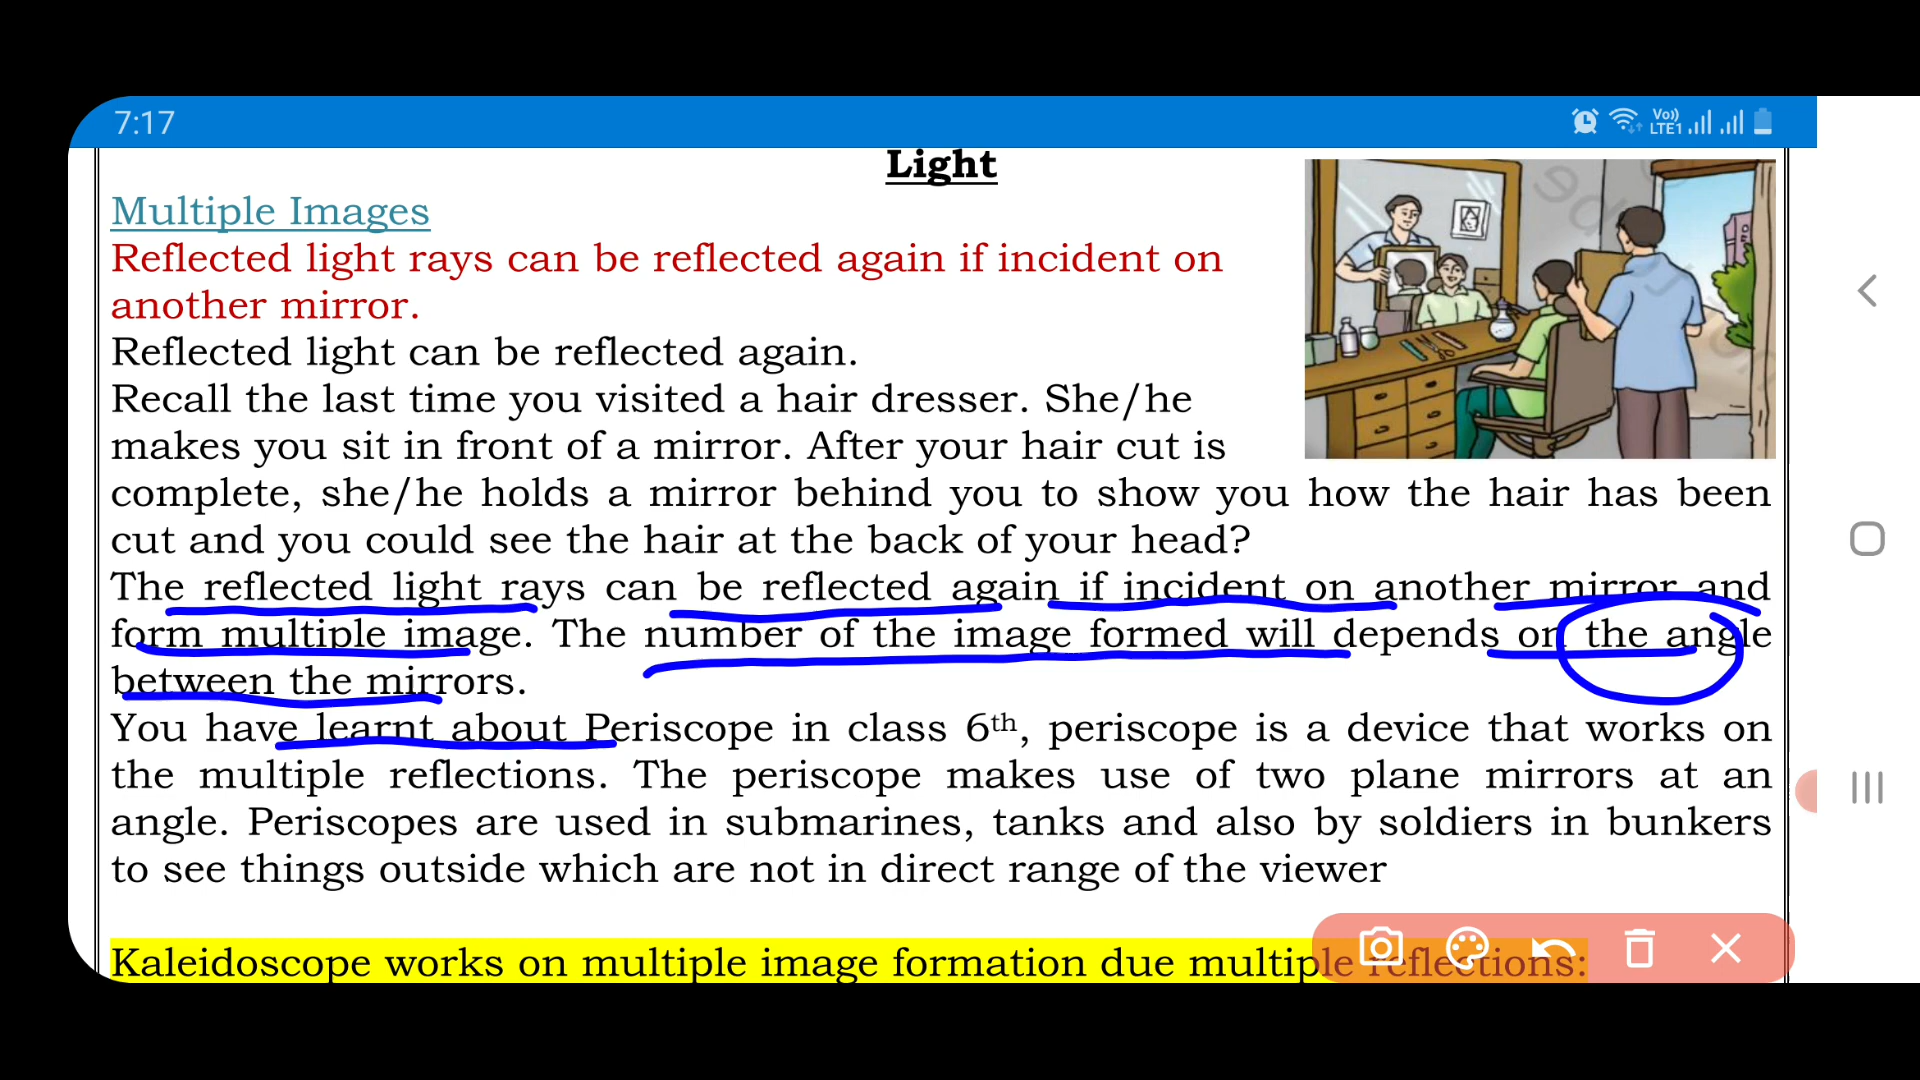 7:17
Vo))
LTE1
Light
Multiple Images
Reflected light rays can be reflected again if incident on
another mirror.
Reflected light can be reflected again.
Recall the last time you visited a hair dresser. She/he
makes you sit in front of a mirror. After your hair cut is
complete, she/he holds a mirror behind you to show you how the hair has been
cut and you could see the hair at the back of your head?
The reflected light rays can be reflected again if incident on another mirror and
form multiple image. The number of the image formed will depends on the angle
between the mirrors.
You have learnt about Periscope in class 6th, periscope is a device that works on
the multiple reflections. The periscope makes use of two plane mirrors at an
angle. Periscopes are used in submarines, tanks and also by soldiers in bunkers
to see things outside which are not in direct range of the viewer
Kaleidoscope works on multiple image formation due multiple reflections: